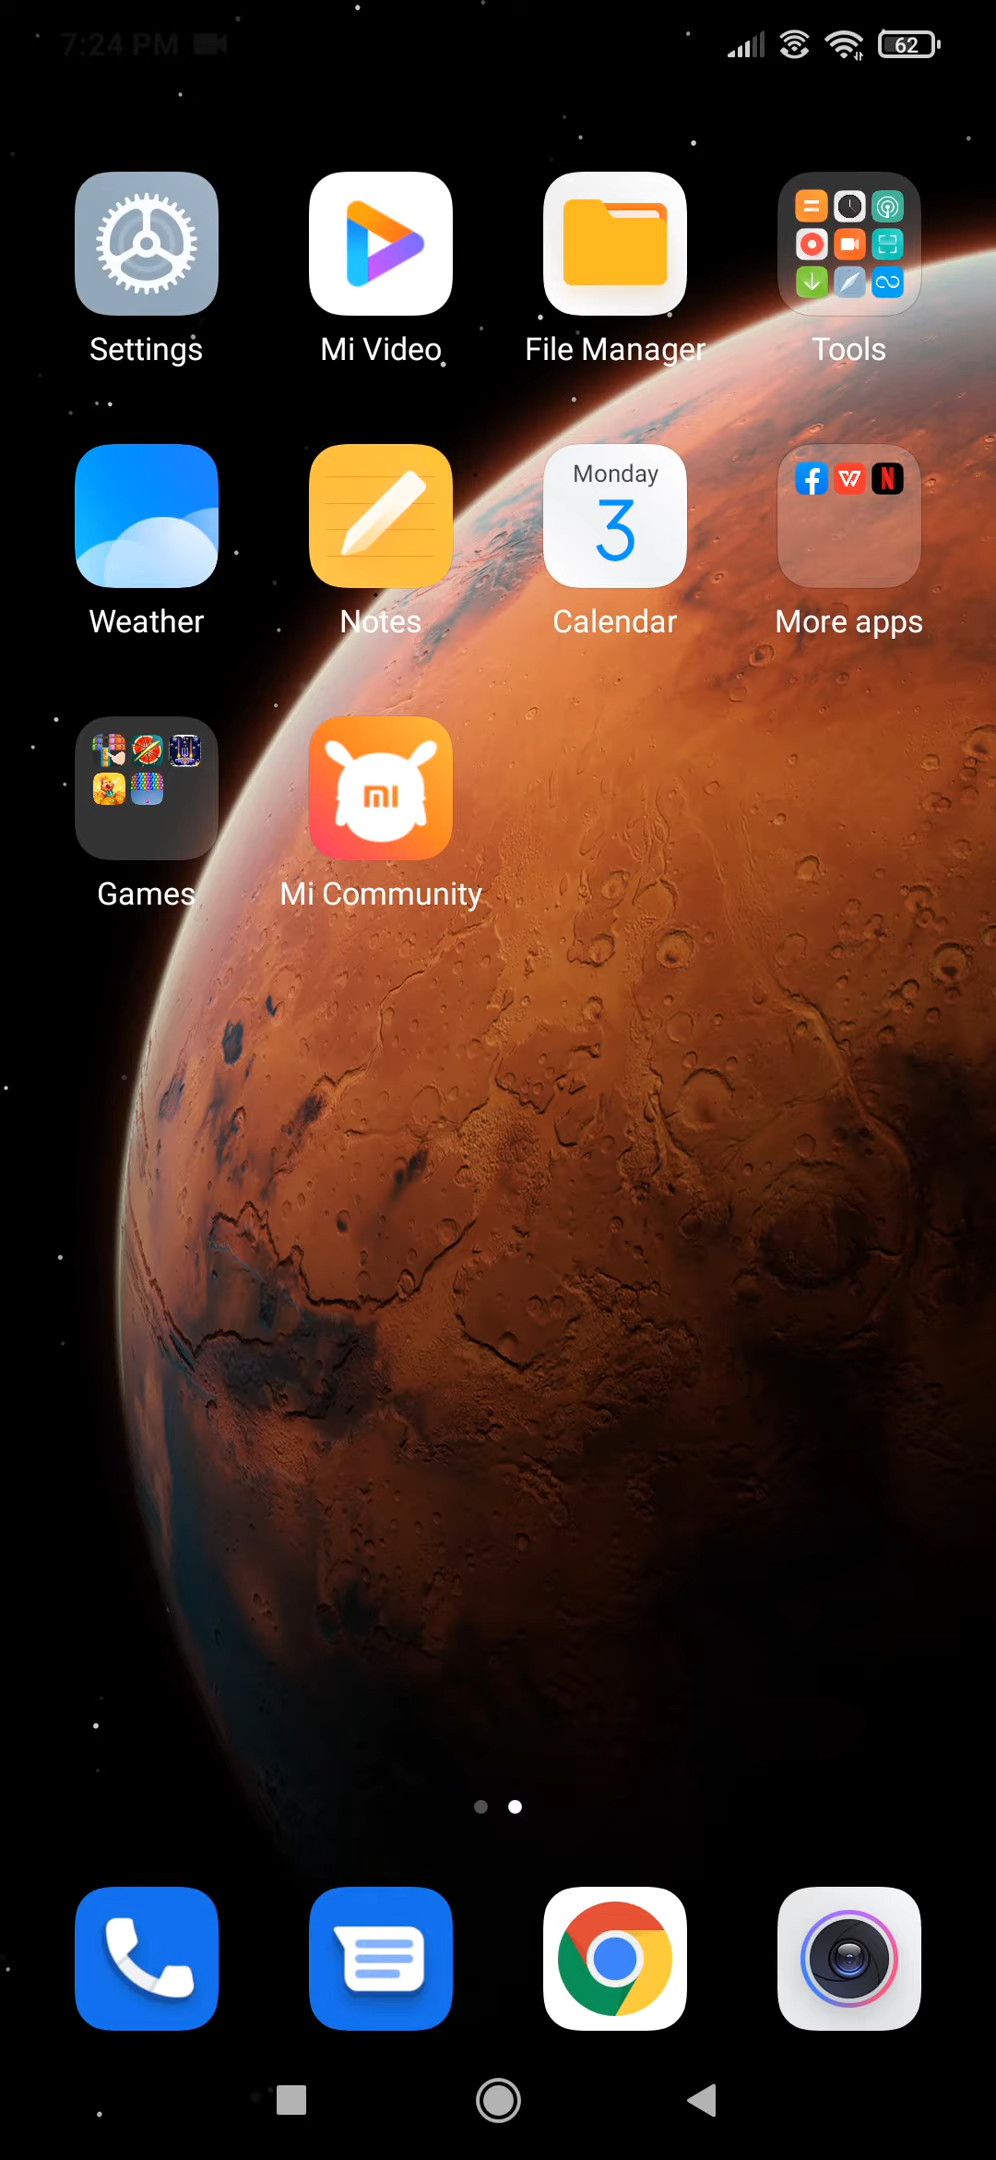 7:24 PM 62
Settings Mi Video File Manager Tools
Monday
3
Weather Notes Calendar More apps
mi
Games Mi Community